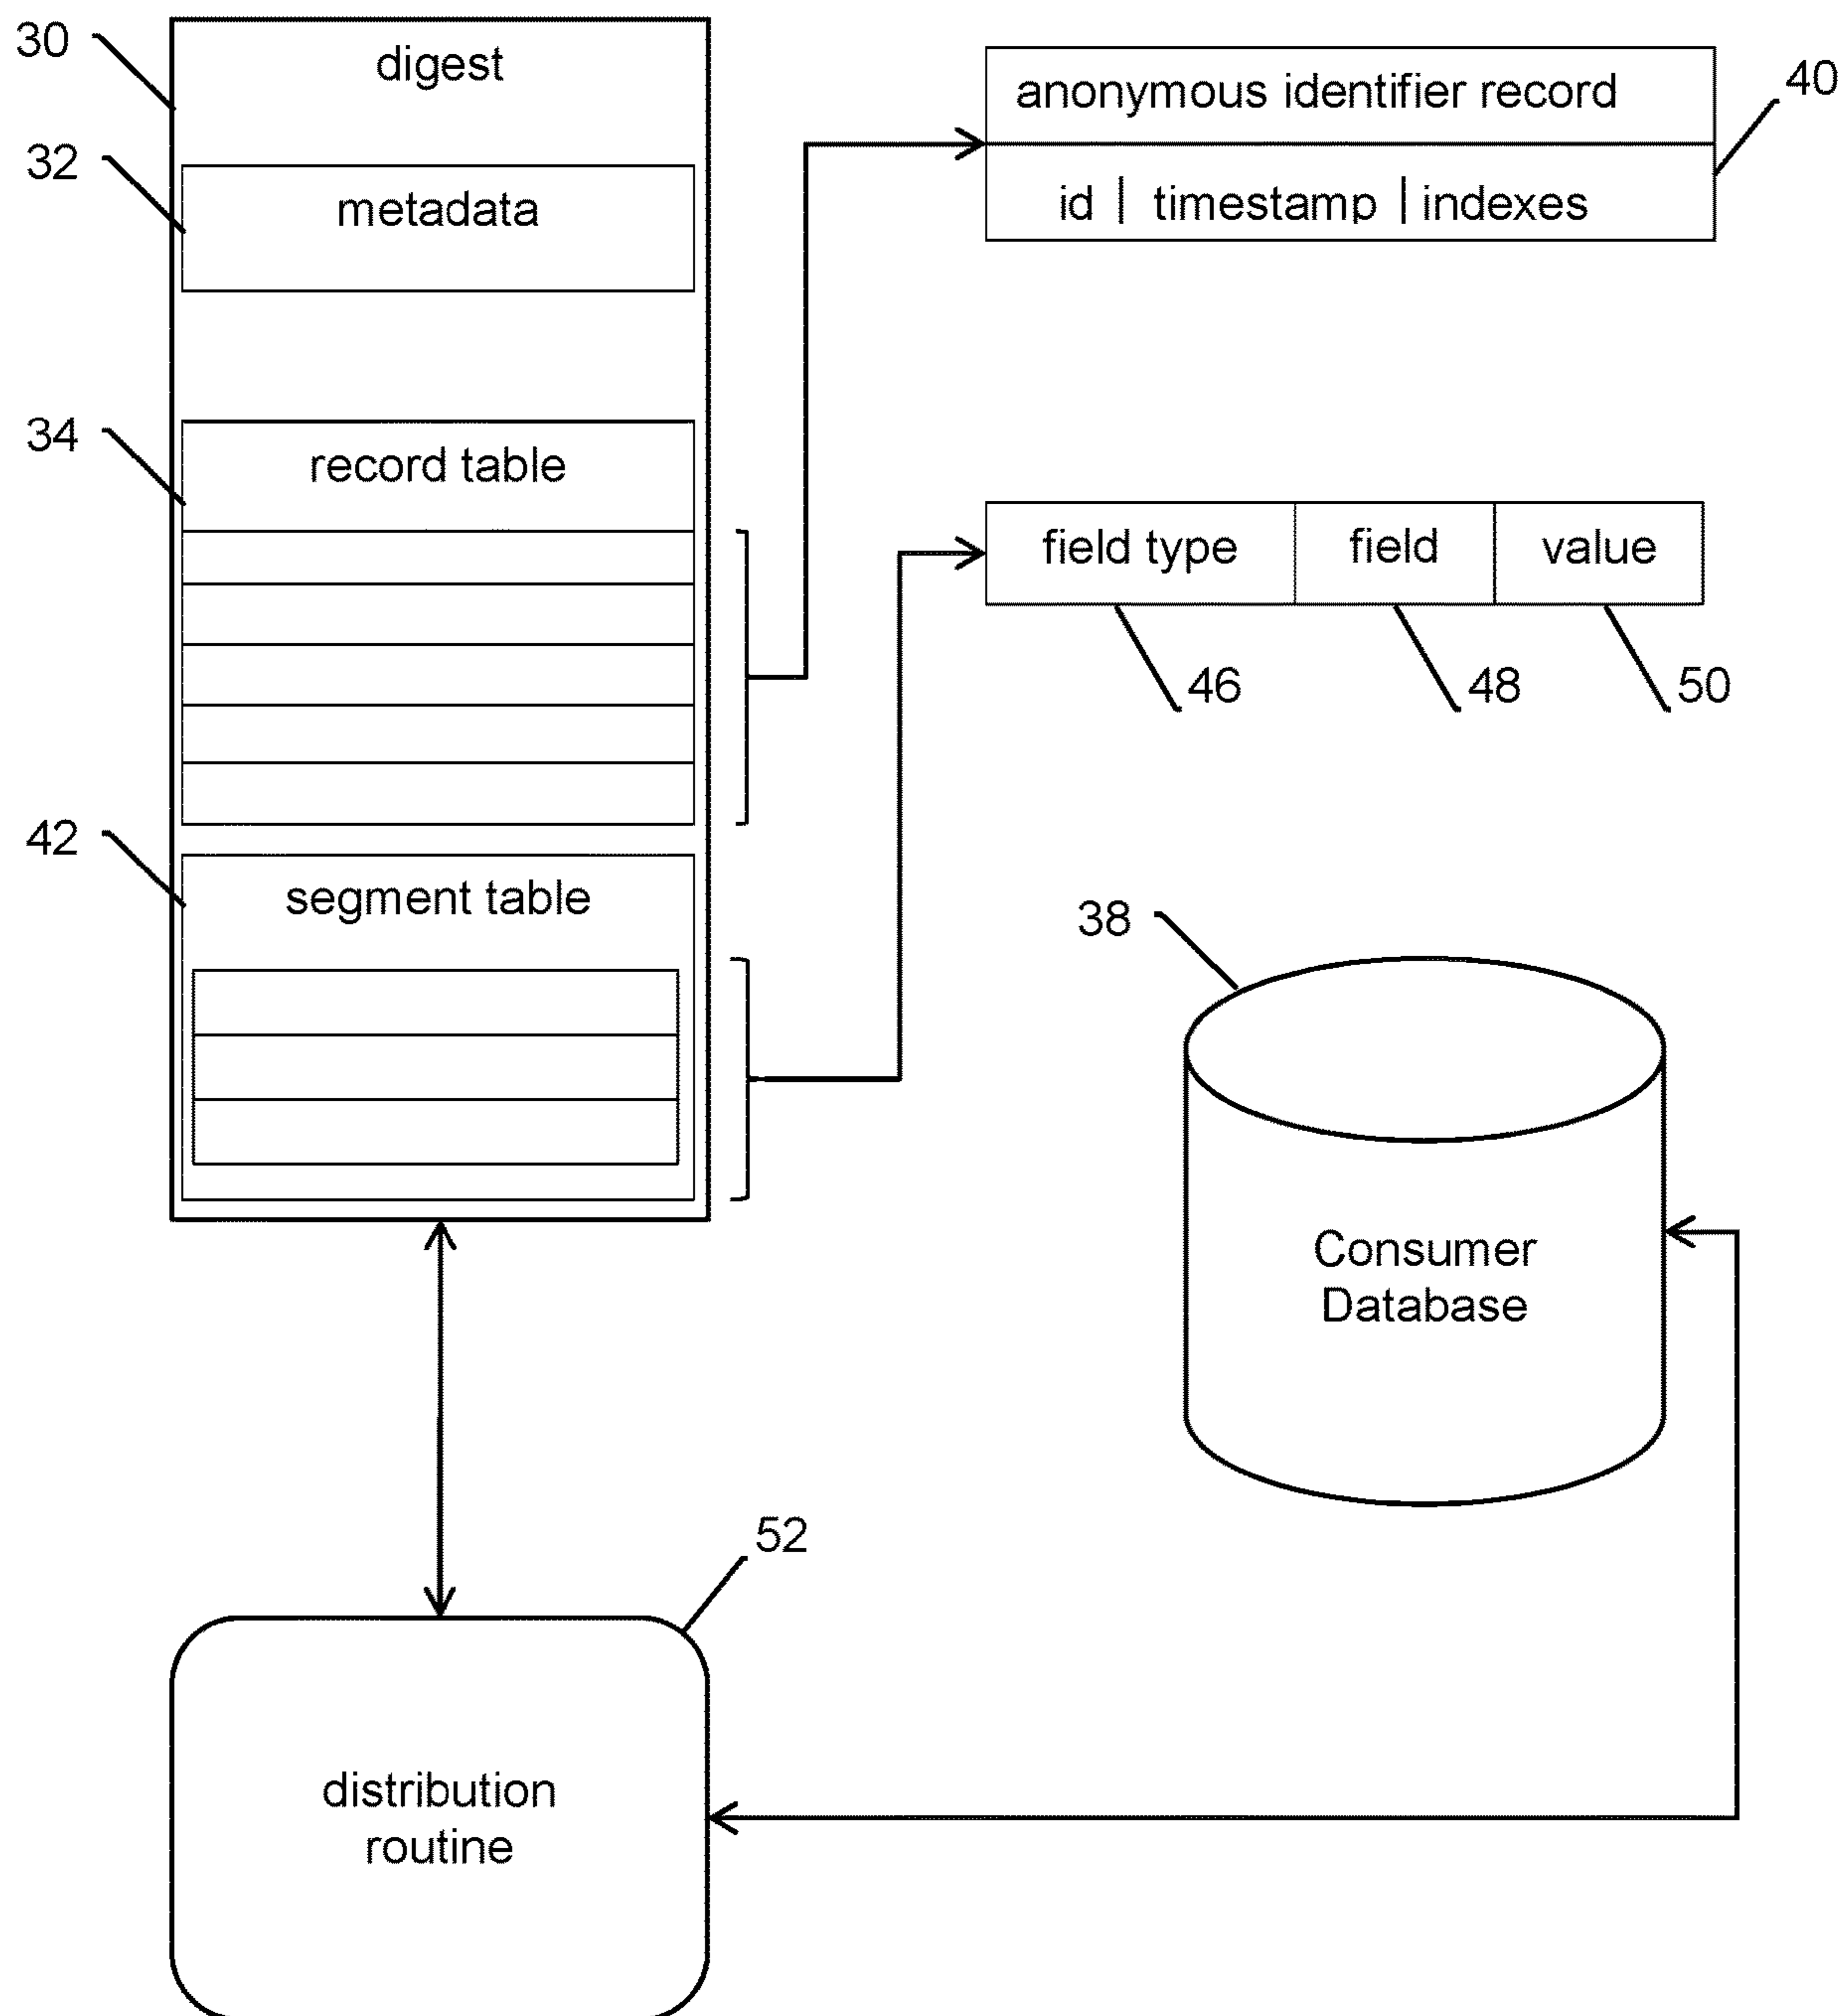 30
digest
32
metadata
34
record table
42
segment table
anonymous identifier record
id | timestamp | indexes
40
field type
field
value
46
48
50
38
Consumer
Database
52
distribution
routine